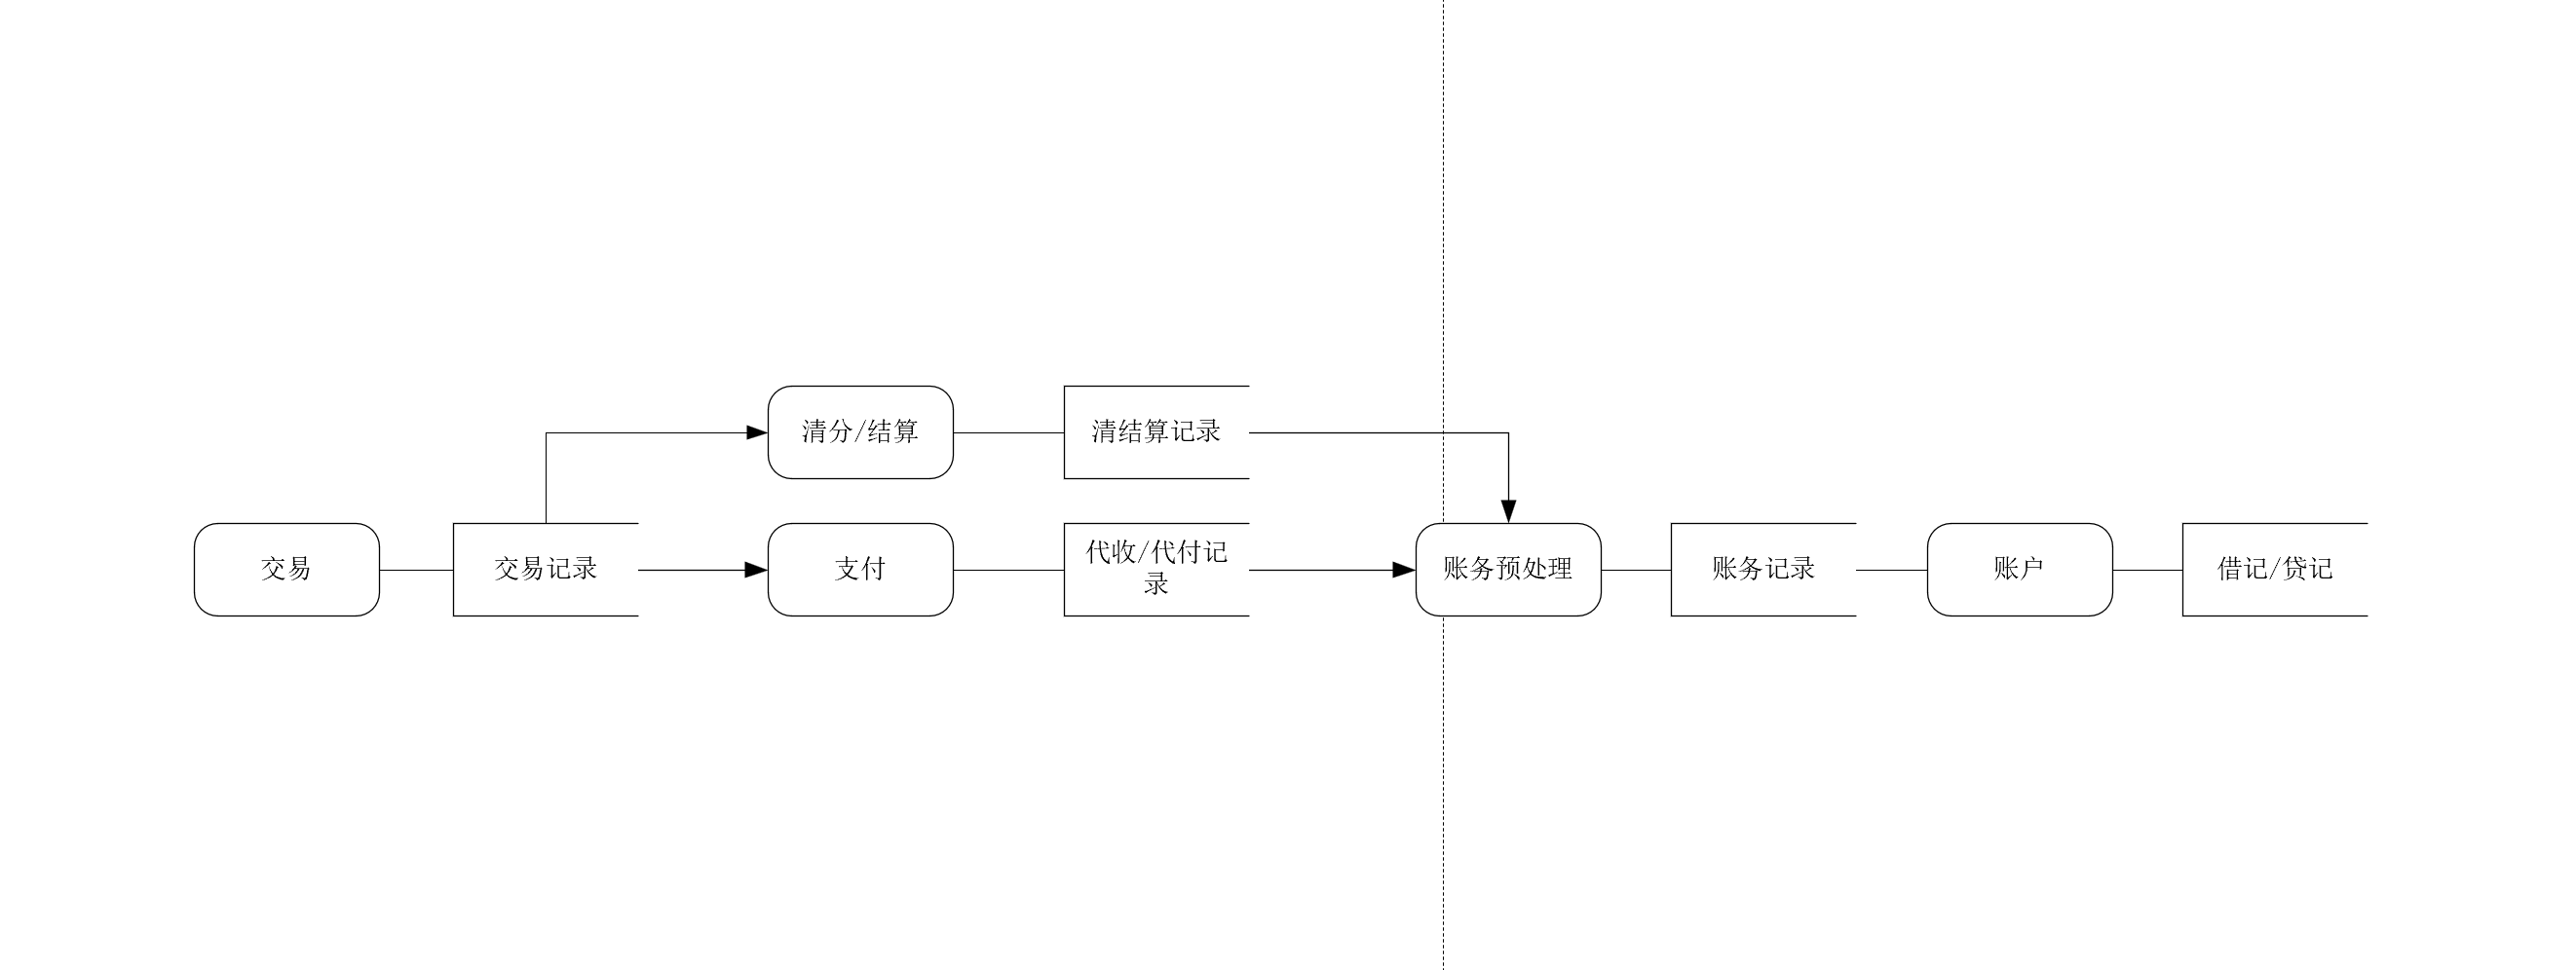 清分/结算
清结算记录
交易
交易记录
支付
代收/代付记
录
账务预处理
账务记录
账户
借记/贷记